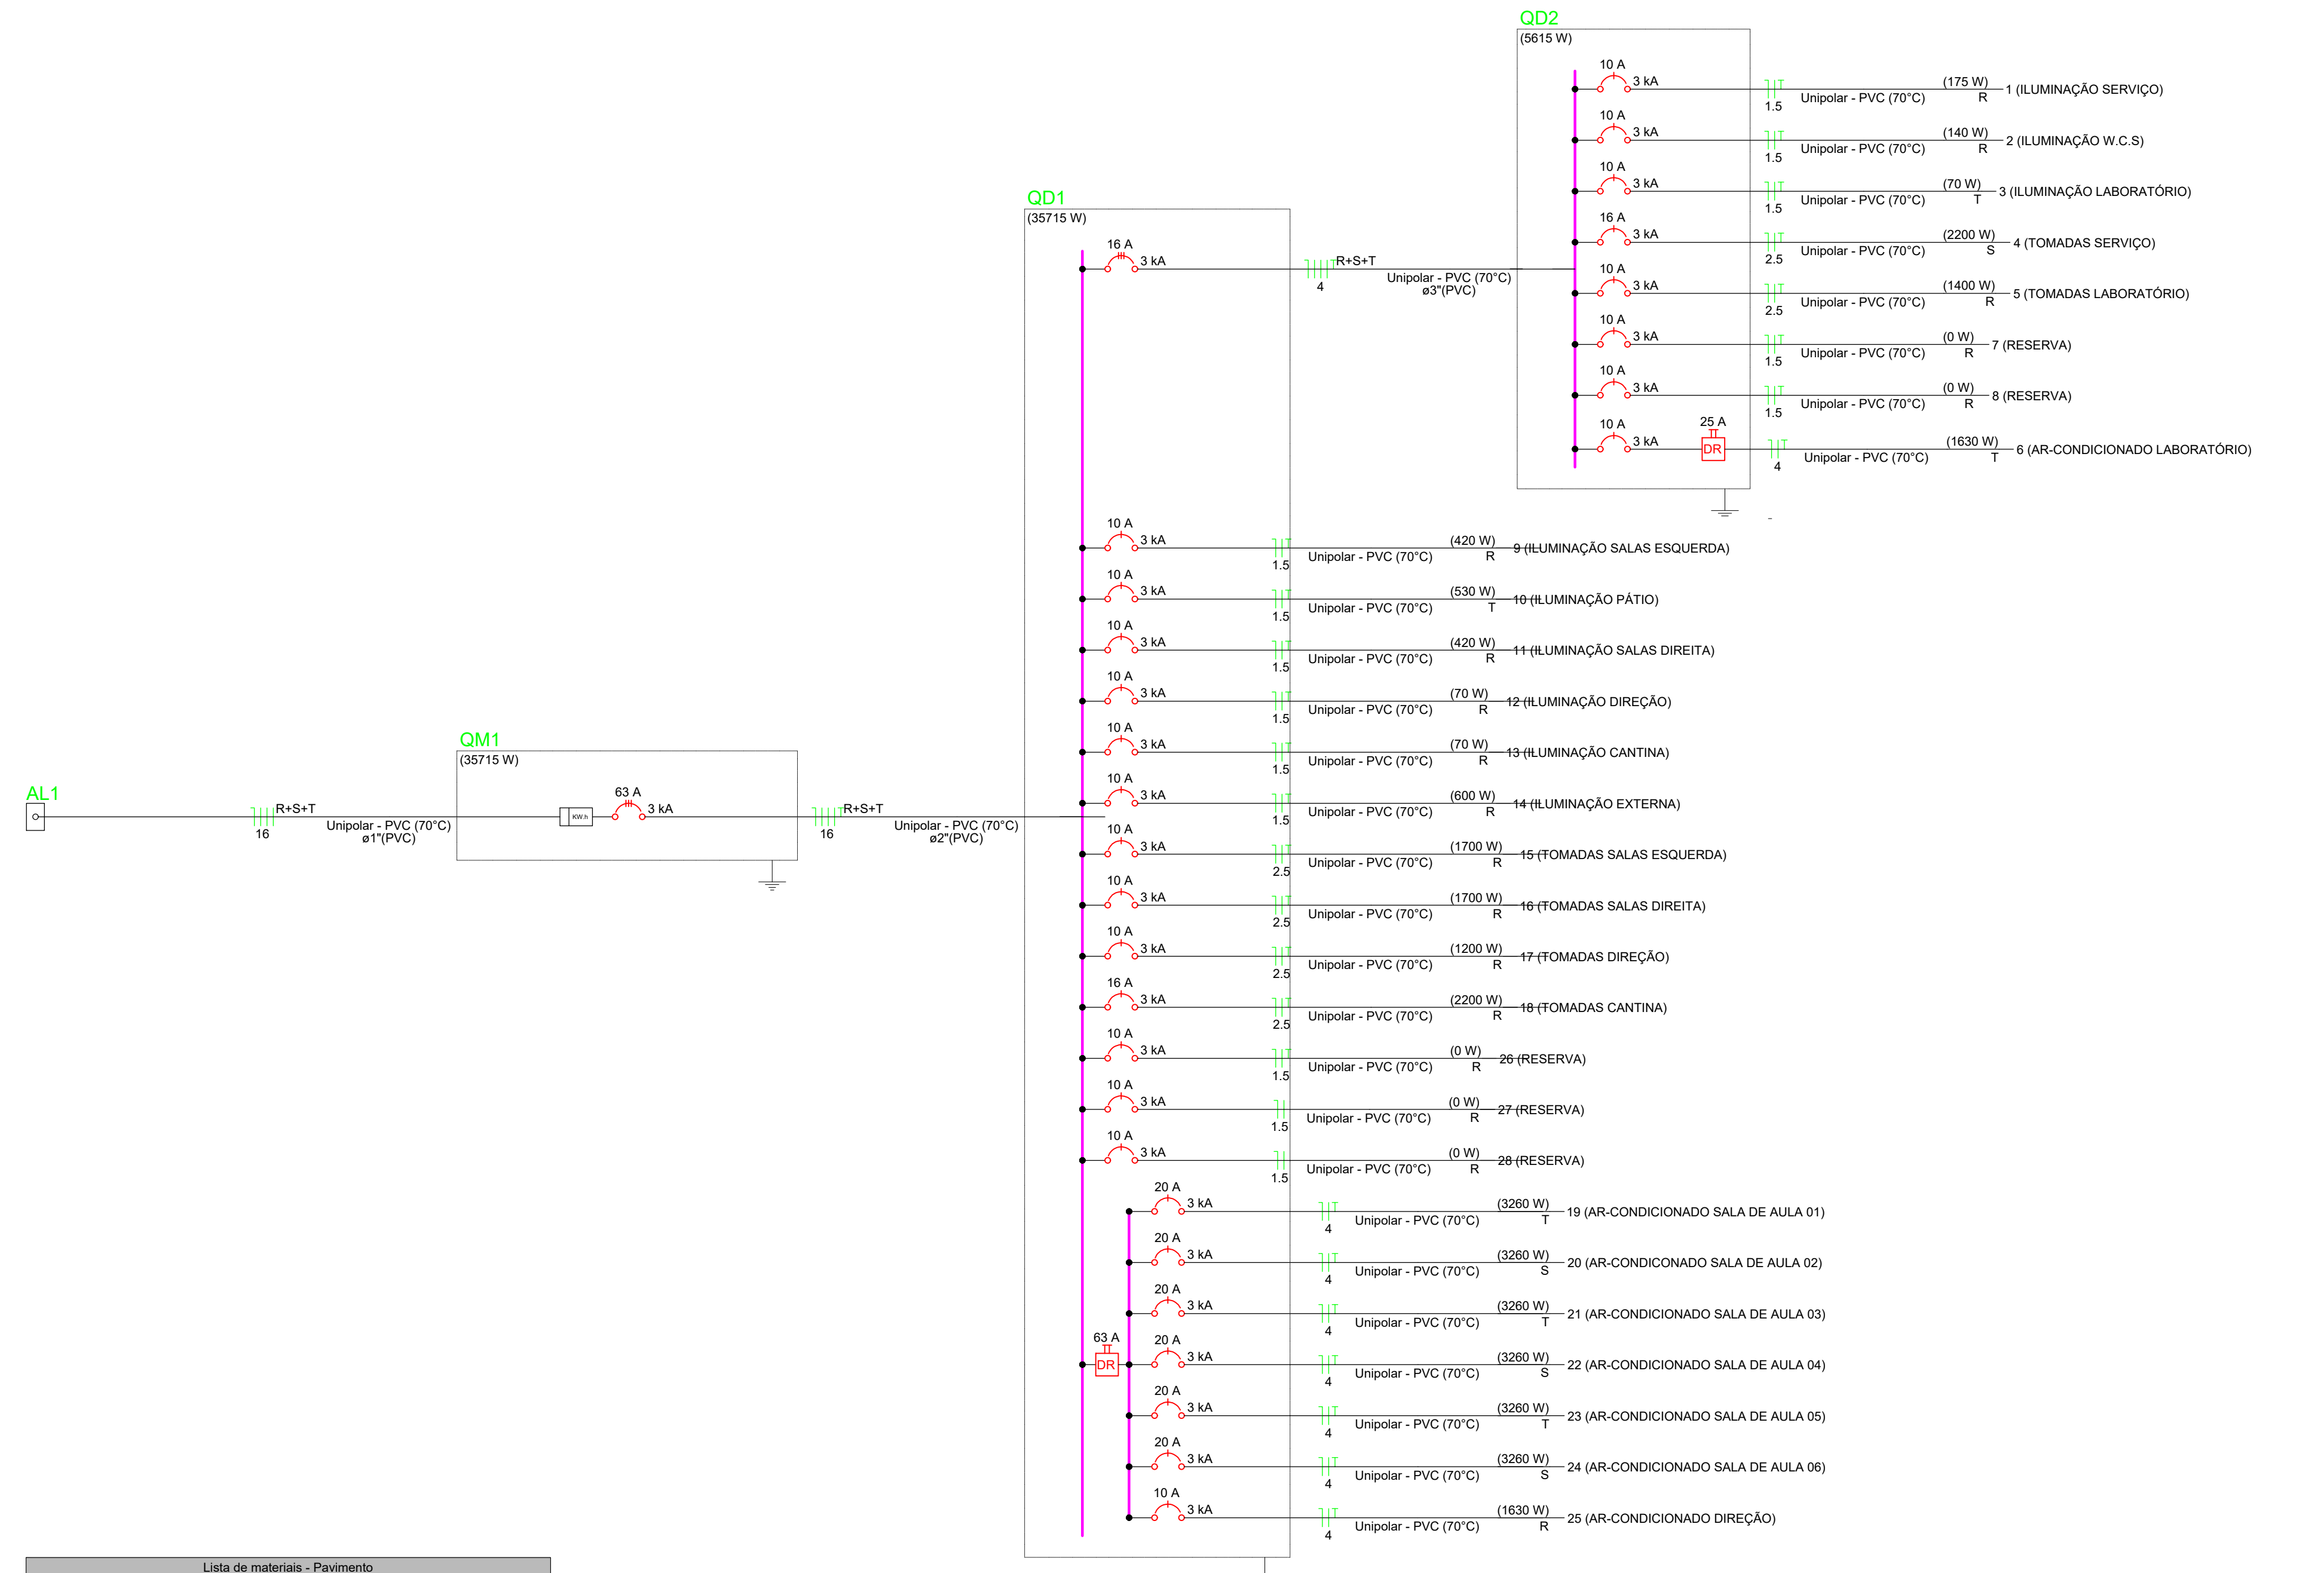 QD2
(5615 W)
10 A
3 kA
1.5
Unipolar - PVC (70°C)
(175 W)
R
1 (ILUMINAÇÃO SERVIÇO)
10 A
3 kA
1.5
Unipolar - PVC (70°C)
(140 W)
R
2 (ILUMINAÇÃO W.C.S)
10 A
3 kA
1.5
Unipolar - PVC (70°C)
(70 W)
T
3 (ILUMINAÇÃO LABORATÓRIO)
16 A
3 kA
2.5
Unipolar - PVC (70°C)
(2200 W)
S
4 (TOMADAS SERVIÇO)
10 A
3 kA
2.5
Unipolar - PVC (70°C)
(1400 W)
R
5 (TOMADAS LABORATÓRIO)
10 A
3 kA
1.5
Unipolar - PVC (70°C)
(0 W)
R
7 (RESERVA)
10 A
3 kA
1.5
Unipolar - PVC (70°C)
(0 W)
R
8 (RESERVA)
10 A
3 kA
25 A
DR
4
Unipolar - PVC (70°C)
(1630 W)
T
6 (AR-CONDICIONADO LABORATÓRIO)
QD1
(35715 W)
16 A
3 kA
R+S+T
4
Unipolar - PVC (70°C)
ø3"(PVC)
10 A
3 kA
1.5
Unipolar - PVC (70°C)
(420 W)
R
9 (ILUMINAÇÃO SALAS ESQUERDA)
10 A
3 kA
1.5
Unipolar - PVC (70°C)
(530 W)
T
10 (ILUMINAÇÃO PÁTIO)
10 A
3 kA
1.5
Unipolar - PVC (70°C)
(420 W)
R
11 (ILUMINAÇÃO SALAS DIREITA)
10 A
3 kA
1.5
Unipolar - PVC (70°C)
(70 W)
R
12 (ILUMINAÇÃO DIREÇÃO)
10 A
3 kA
1.5
Unipolar - PVC (70°C)
(70 W)
R
13 (ILUMINAÇÃO CANTINA)
10 A
3 kA
1.5
Unipolar - PVC (70°C)
(600 W)
R
14 (ILUMINAÇÃO EXTERNA)
10 A
3 kA
2.5
Unipolar - PVC (70°C)
(1700 W)
R
15 (TOMADAS SALAS ESQUERDA)
10 A
3 kA
2.5
Unipolar - PVC (70°C)
(1700 W)
R
16 (TOMADAS SALAS DIREITA)
10 A
3 kA
2.5
Unipolar - PVC (70°C)
(1200 W)
R
17 (TOMADAS DIREÇÃO)
16 A
3 kA
2.5
Unipolar - PVC (70°C)
(2200 W)
R
18 (TOMADAS CANTINA)
10 A
3 kA
1.5
Unipolar - PVC (70°C)
(0 W)
R
26 (RESERVA)
10 A
3 kA
1.5
Unipolar - PVC (70°C)
(0 W)
R
27 (RESERVA)
10 A
3 kA
1.5
Unipolar - PVC (70°C)
(0 W)
R
28 (RESERVA)
63 A
DR
20 A
3 kA
4
Unipolar - PVC (70°C)
(3260 W)
T
19 (AR-CONDICIONADO SALA DE AULA 01)
20 A
3 kA
4
Unipolar - PVC (70°C)
(3260 W)
S
20 (AR-CONDICONADO SALA DE AULA 02)
20 A
3 kA
4
Unipolar - PVC (70°C)
(3260 W)
T
21 (AR-CONDICIONADO SALA DE AULA 03)
20 A
3 kA
4
Unipolar - PVC (70°C)
(3260 W)
S
22 (AR-CONDICIONADO SALA DE AULA 04)
20 A
3 kA
4
Unipolar - PVC (70°C)
(3260 W)
T
23 (AR-CONDICIONADO SALA DE AULA 05)
20 A
3 kA
4
Unipolar - PVC (70°C)
(3260 W)
S
24 (AR-CONDICIONADO SALA DE AULA 06)
10 A
3 kA
4
Unipolar - PVC (70°C)
(1630 W)
R
25 (AR-CONDICIONADO DIREÇÃO)
AL1
R+S+T
16
Unipolar - PVC (70°C)
ø1"(PVC)
QM1
(35715 W)
KW.h
63 A
3 kA
R+S+T
16
Unipolar - PVC (70°C)
ø2"(PVC)
Lista de materiais - Pavimento